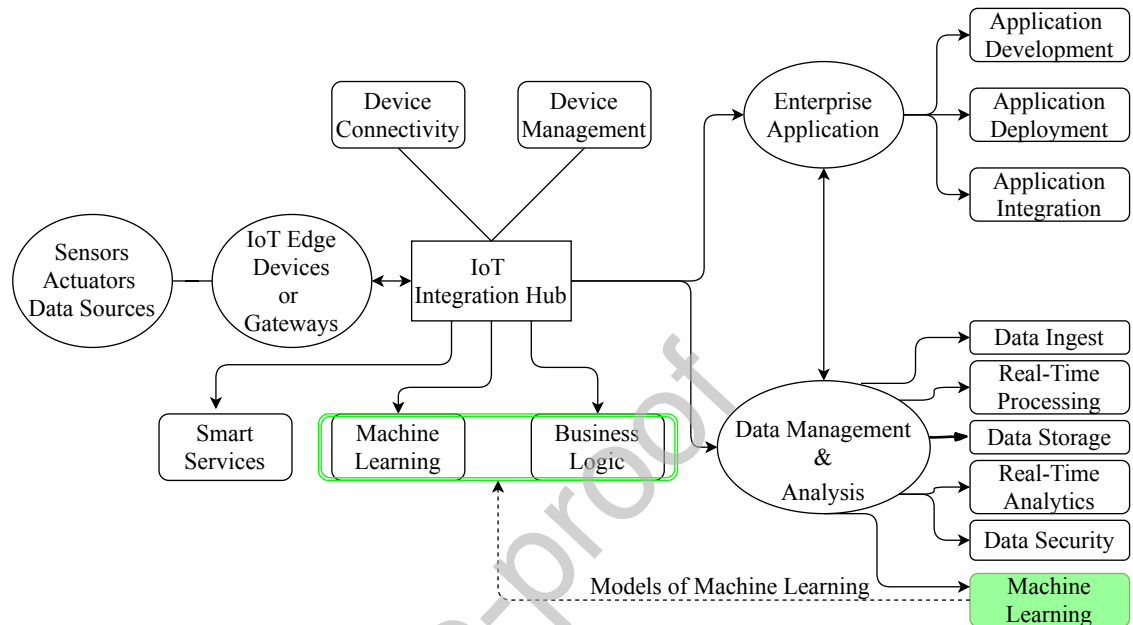 Application
Development
Device
Connectivity
Device
Management
Enterprise
Application
Application
Deployment
Application
Integration
Sensors
Actuators
Data Sources
IoT Edge
Devices
or
Gateways
IoT
Integration Hub
Data Ingest
Real-Time
Processing
Smart
Services
Machine
Learning
Business
Logic
Data Management
&
Analysis
Data Storage
Real-Time
Analytics
Data Security
Models of Machine Learning
Machine
Learning
-proof